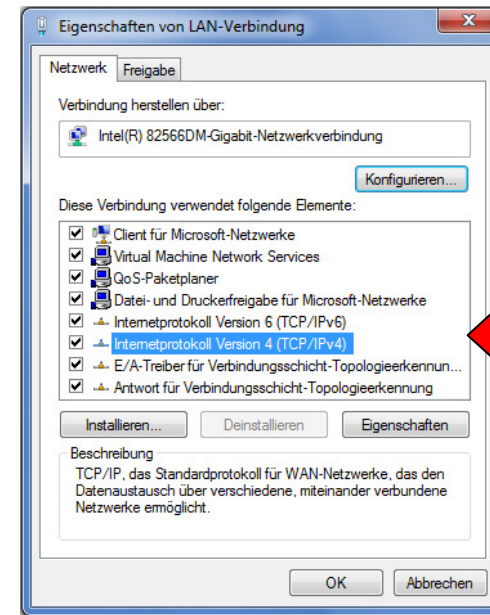 Eigenschaften von LAN-Verbindung
Netzwerk Freigabe
Verbindung herstellen über:
Intel(R) 82566DM-Gigabit-Netzwerkverbindung
Konfigurieren...
Diese Verbindung verwendet folgende Elemente:
Client für Microsoft-Netzwerke
Virtual Machine Network Services
QoS-Paketplaner
Datei- und Druckerfreigabe für Microsoft-Netzwerke
Internetprotokoll Version 6 (TCP/IPv6)
Internetprotokoll Version 4 (TCP/IPv4)
E/A-Treiber für Verbindungsschicht-Topologieerkennun...
Antwort für Verbindungsschicht-Topologieerkennung
Installieren... Deinstallieren Eigenschaften
Beschreibung
TCP/IP, das Standardprotokoll für WAN-Netzwerke, das den
Datenaustausch über verschiedene, miteinander verbundene
Netzwerke ermöglicht.
OK Abbrechen